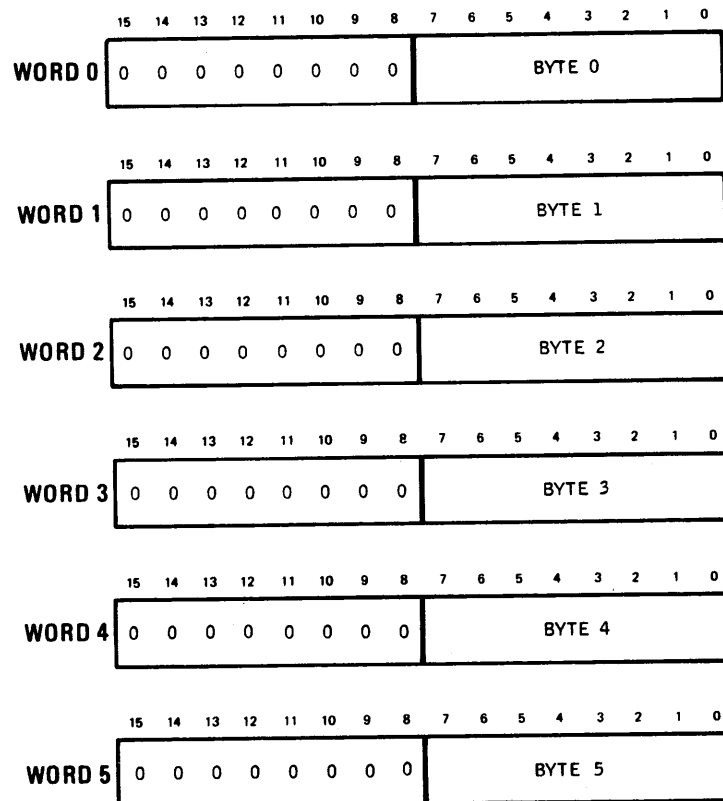 15 14 13 12 11 10 9 8 7 6 5 4 3 2 1 0
WORD 0 0 0 0 0 0 0 0 0 BYTE 0
15 14 13 12 11 10 9 8 7 6 5 4 3 2 1 0
WORD 1 0 0 0 0 0 0 0 0 BYTE 1
15 14 13 12 11 10 9 8 7 6 5 4 3 2 1 0
WORD 2 0 0 0 0 0 0 0 0 BYTE 2
15 14 13 12 11 10 9 8 7 6 5 4 3 2 1 0
WORD 3 0 0 0 0 0 0 0 0 BYTE 3
15 14 13 12 11 10 9 8 7 6 5 4 3 2 1 0
WORD 4 0 0 0 0 0 0 0 0 BYTE 4
15 14 13 12 11 10 9 8 7 6 5 4 3 2 1 0
WORD 5 0 0 0 0 0 0 0 0 BYTE 5